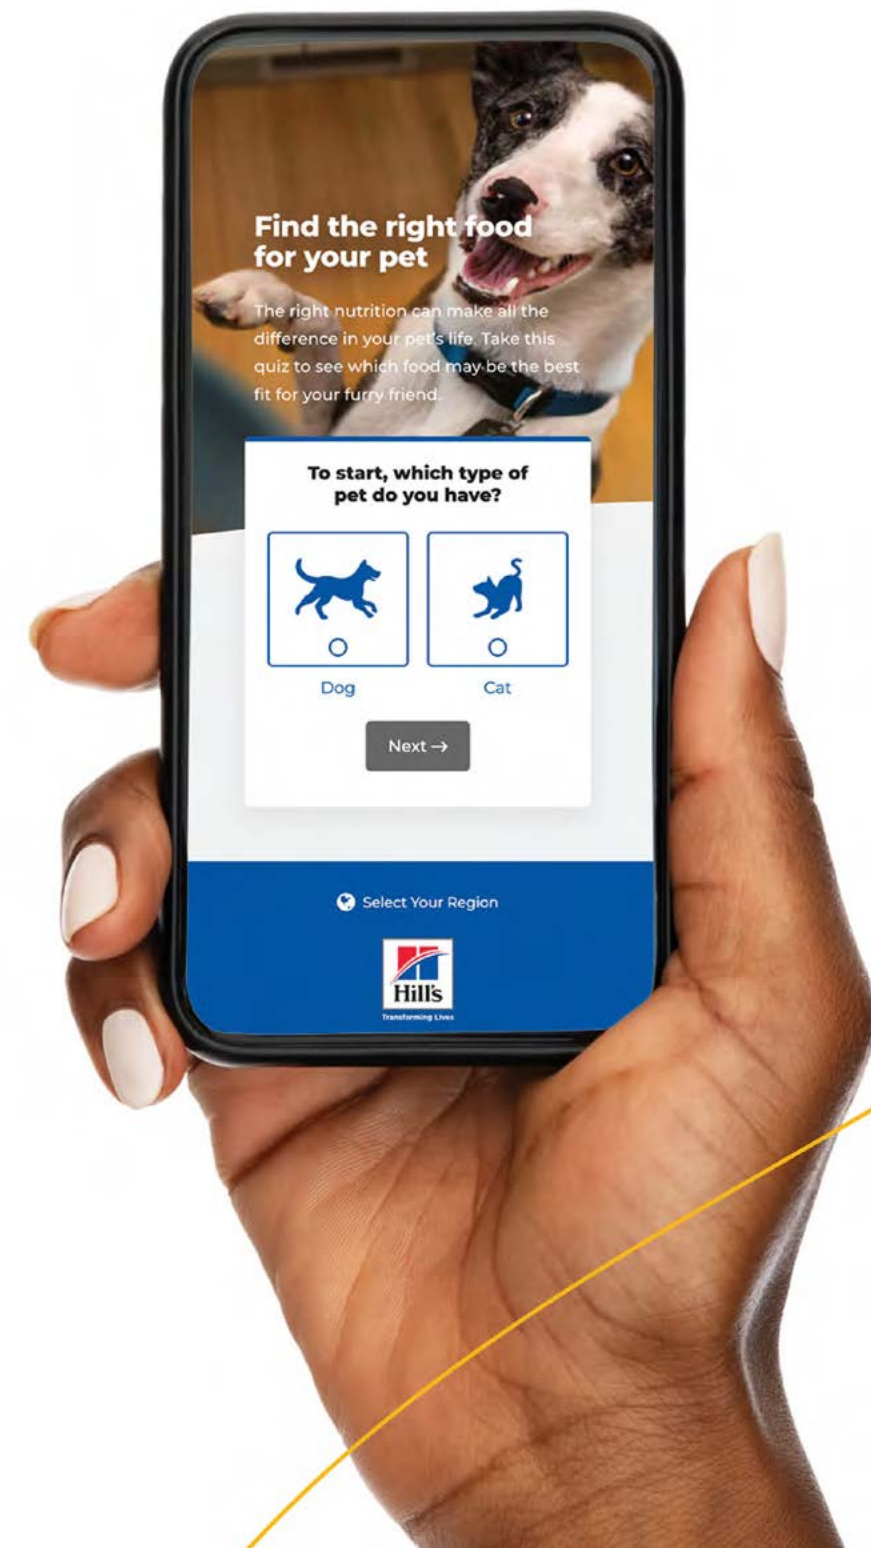 Find the right food
for your pet
The right nutrition can make all the
difference in your pet's life. Take this
quiz to see which food may be the best
fit for your furry friend.
To start, which type of
pet do you have?
Dog Cat
Next →
Select Your Region
Hill's
Transforming Lives